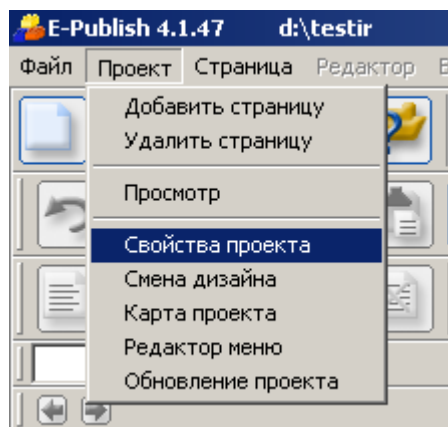 E-Publish 4.1.47 d:\testir
Файл Проект Страница Редактор
Добавить страницу
Удалить страницу
Просмотр
Свойства проекта
Смена дизайна
Карта проекта
Редактор меню
Обновление проекта